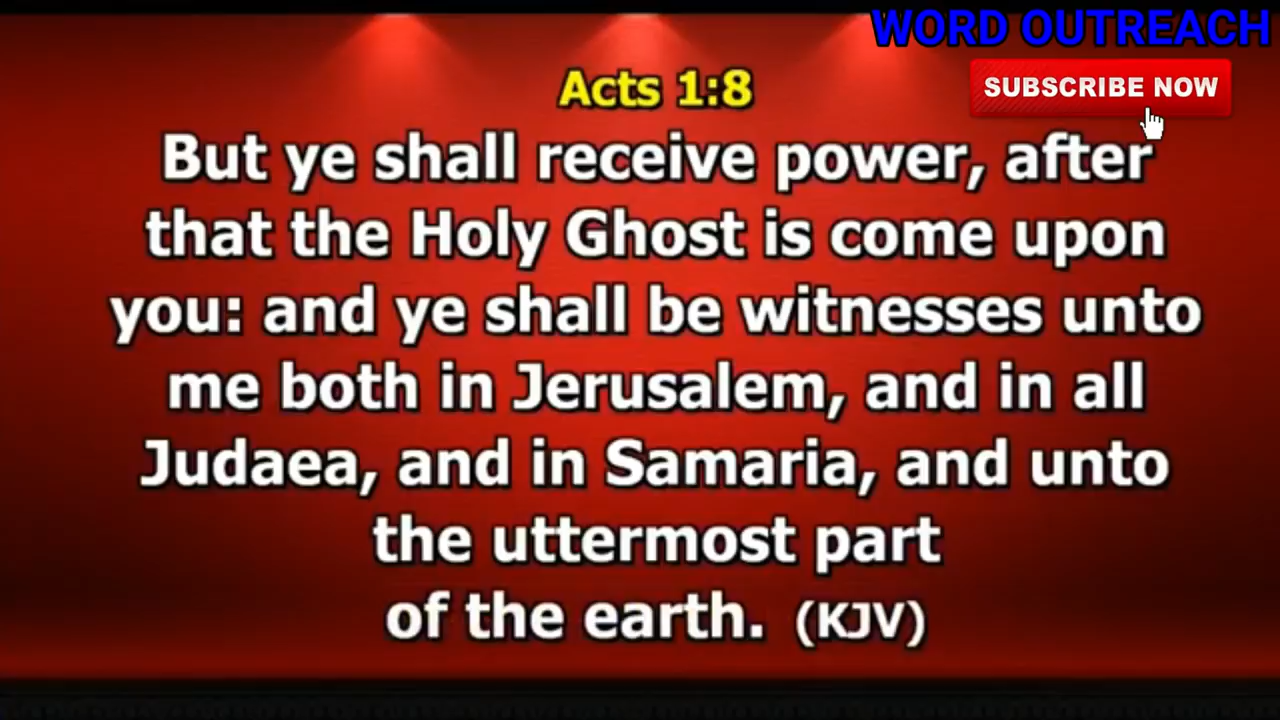 WORD OUTREACH
SUBSCRIBE NOW
Acts 1:8
But ye shall receive power, after
that the Holy Ghost is come upon
you: and ye shall be witnesses unto
me both in Jerusalem, and in all
Judaea, and in Samaria, and unto
the uttermost part
of the earth. (KJV)